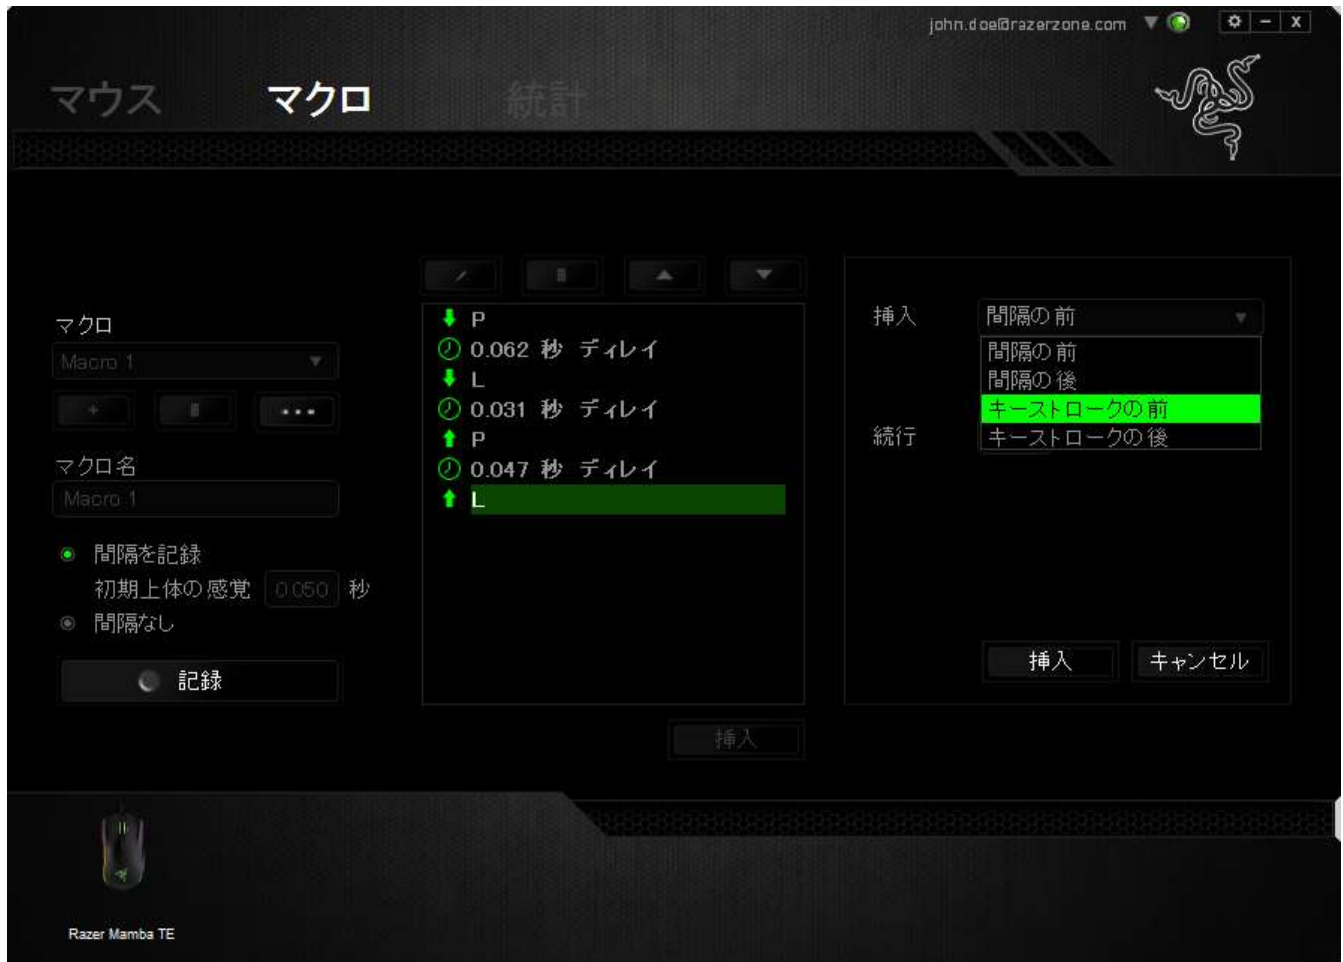 john.doe@razerzone.com
マウス
マクロ
統計
マクロ
Macro 1
マクロ名
Macro 1
間隔を記録
初期上体の感覚 0.050 秒
間隔なし
記録
P
0.062 秒 ディレイ
L
0.031 秒 ディレイ
P
0.047 秒 ディレイ
L
挿入
挿入 間隔の前
間隔の前
間隔の後
キーストロークの前
続行 キーストロークの後
挿入 キャンセル
Razer Mamba TE